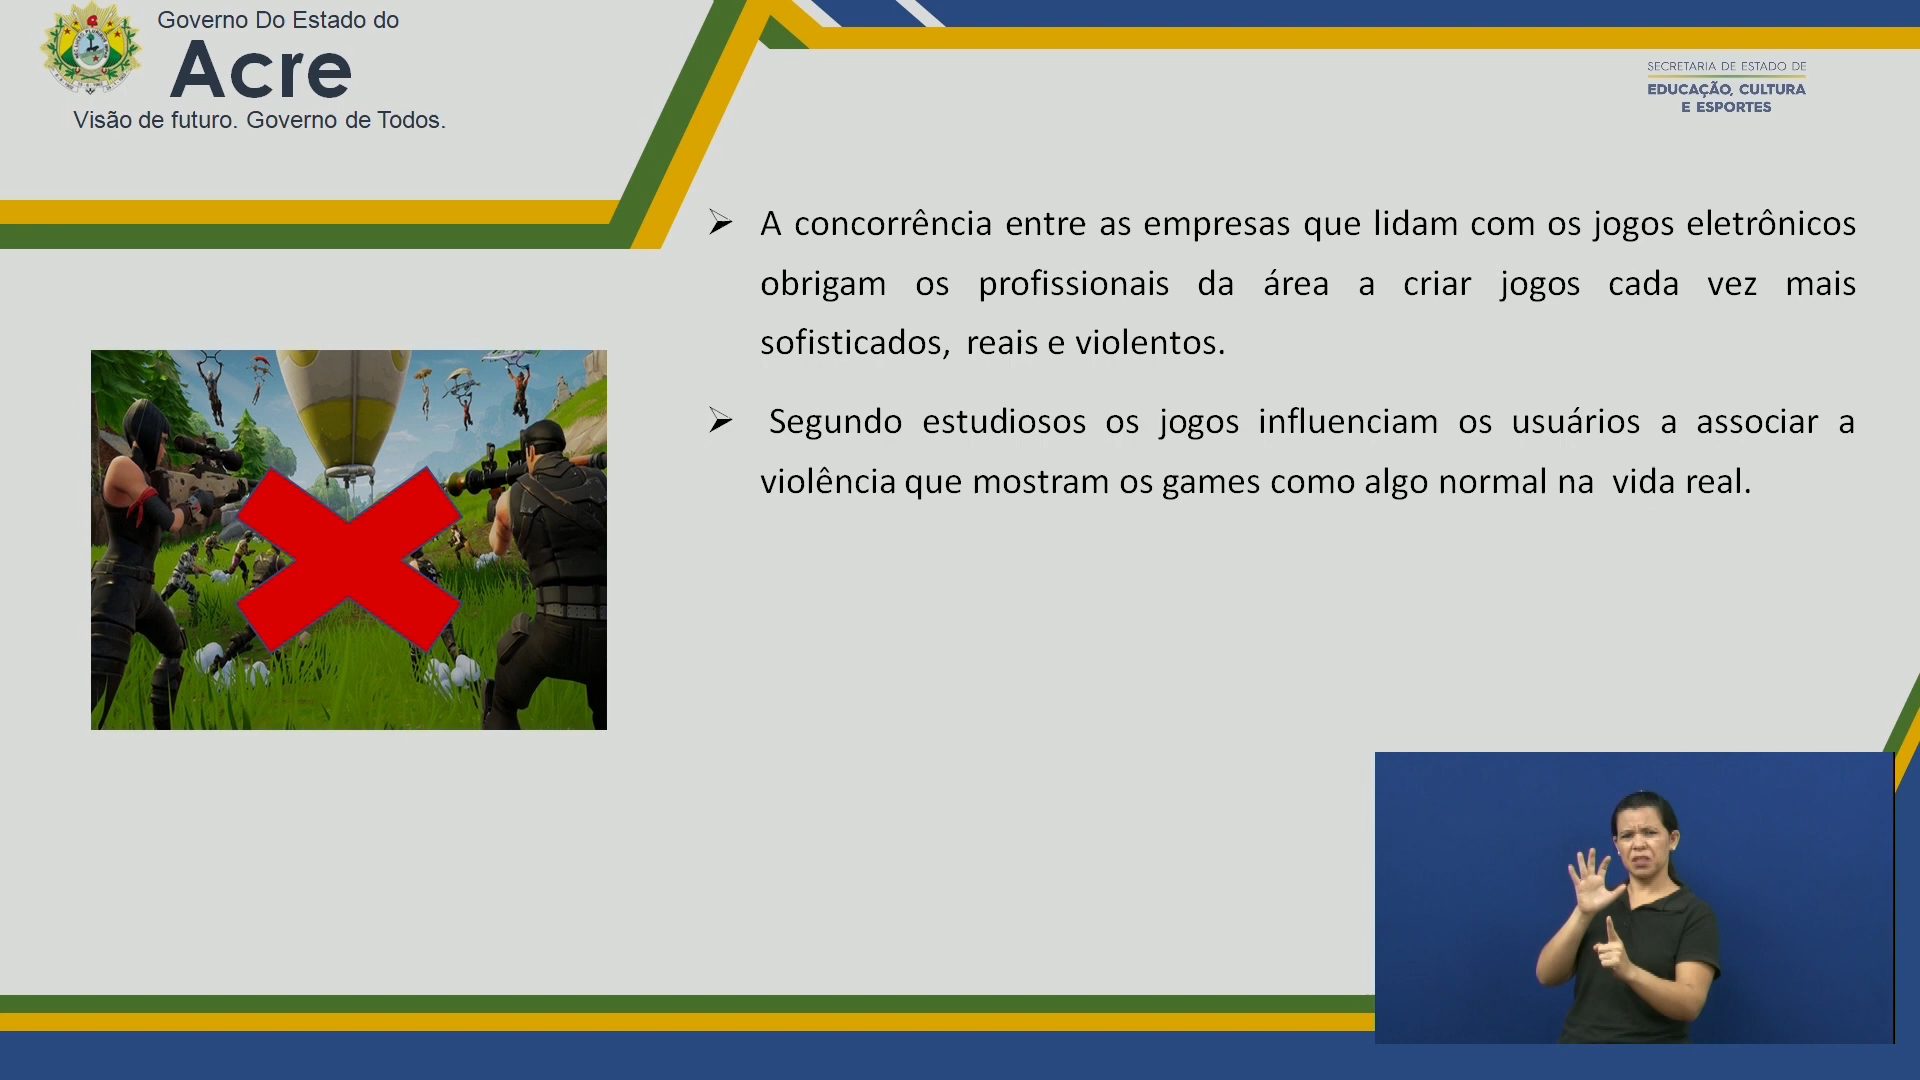 Governo Do Estado do
Acre
Visão de futuro. Governo de Todos.
SECRETARIA DE ESTADO DE
EDUCAÇÃO, CULTURA
E ESPORTES
➢ A concorrência entre as empresas que lidam com os jogos eletrônicos
obrigam os profissionais da área a criar jogos cada vez mais
sofisticados, reais e violentos.
➢ Segundo estudiosos os jogos influenciam os usuários a associar a
violência que mostram os games como algo normal na vida real.